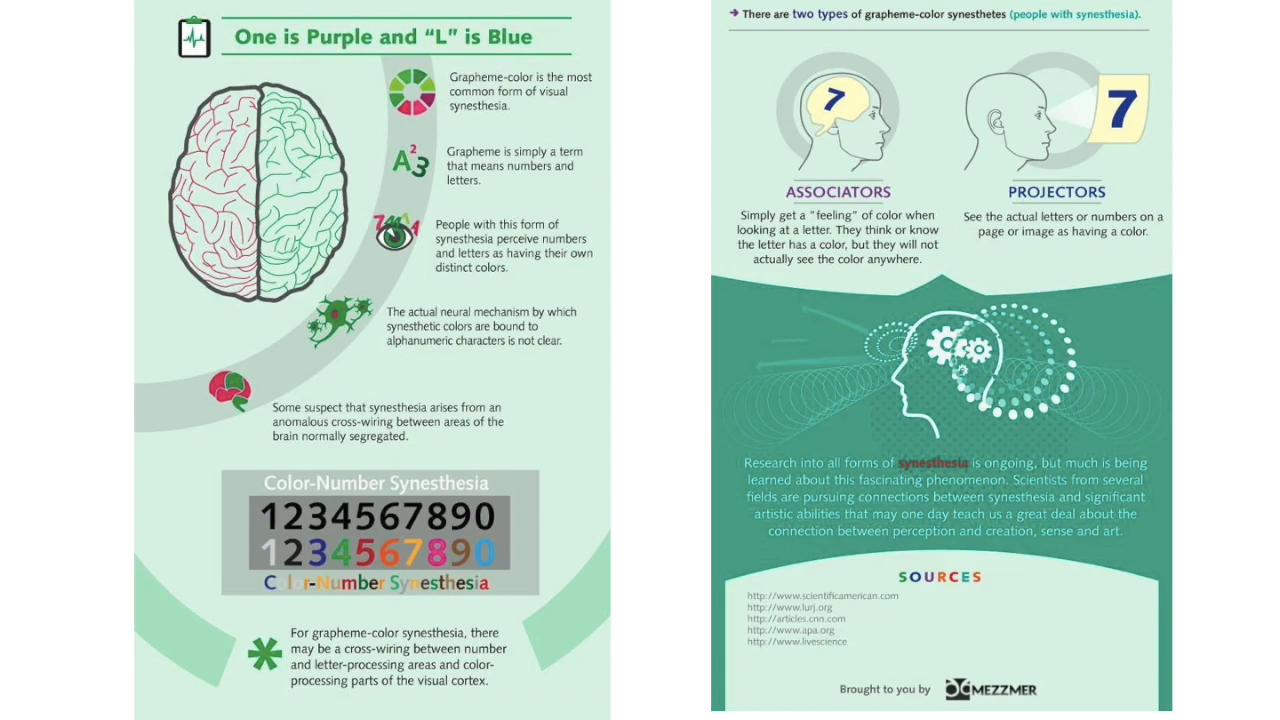 One is Purple and “L” is Blue
Grapheme-color is the most
common form of visual
synesthesia.
A23
Grapheme is simply a term
that means numbers and
letters.
People with this form of
synesthesia perceive numbers
and letters as having their own
distinct colors.
The actual neural mechanism by which
synesthetic colors are bound to
alphanumeric characters is not clear.
Some suspect that synesthesia arises from an
anomalous cross-wiring between areas of the
brain normally segregated.
Color-Number Synesthesia
1234567890
1234567890
Color-Number Synesthesia
For grapheme-color synesthesia, there
may be a cross-wiring between number
and letter-processing areas and color-
processing parts of the visual cortex.
There are two types of grapheme-color synesthetes (people with synesthesia).
7
7
ASSOCIATORS
Simply get a "feeling" of color when
looking at a letter. They think or know
the letter has a color, but they will not
actually see the color anywhere.
PROJECTORS
See the actual letters or numbers on a
page or image as having a color.
Research into all forms of synesthesia is ongoing, but much is being
learned about this fascinating phenomenon. Scientists from several
fields are pursuing connections between synesthesia and significant
artistic abilities that may one day teach us a great deal about the
connection between perception and creation, sense and art.
SOURCES
http://www.scientificamerican.com
http://www.lurj.org
http://articles.cnn.com
http://www.apa.org
http://www.livescience
Brought to you by MEZZMER